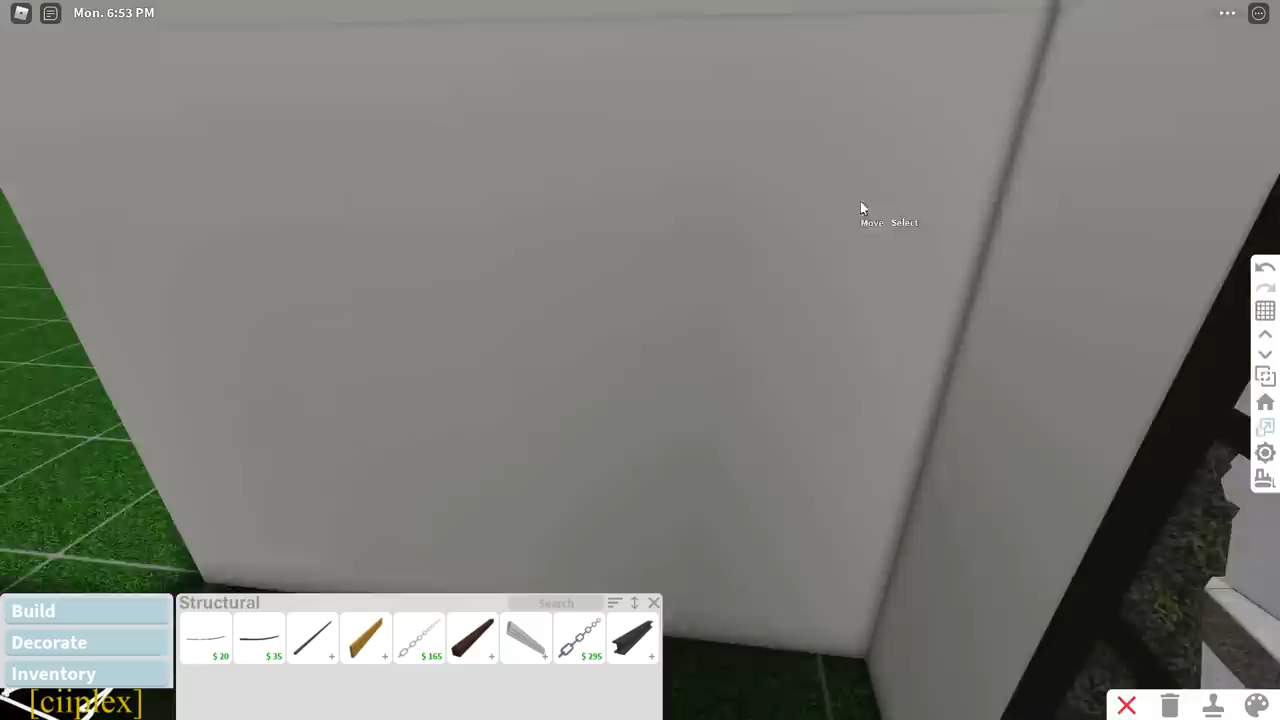 Mon. 6:53 PM
Move Select
Build
Decorate
Inventory
[ciiplex]
Structural
Search
$ 20
$ 35
$ 165
$ 295